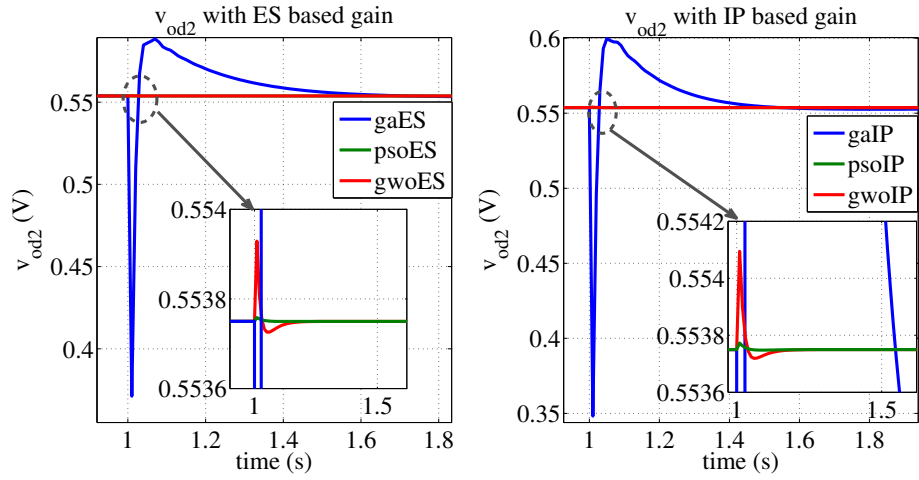 v_od2 with ES based gain
0.55
0.5
0.45
0.4
v_od2 (V)
gaES
psoES
gwoES
0.554
0.5538
0.5536
1
1.5
1
1.2
1.4
1.6
1.8
time (s)
v_od2 with IP based gain
0.6
0.55
0.5
0.45
0.4
0.35
v_od2 (V)
gaIP
psoIP
gwoIP
0.5542
0.554
0.5538
0.5536
1
1.5
1
1.2
1.4
1.6
1.8
time (s)